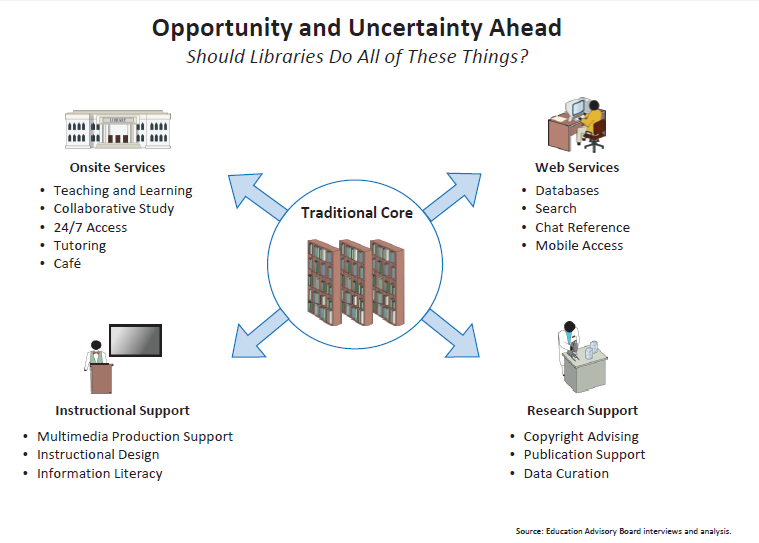 Opportunity and Uncertainty Ahead
Should Libraries Do All of These Things?
LIBRARY
Onsite Services
• Teaching and Learning
• Collaborative Study
• 24/7 Access
• Tutoring
• Café
Traditional Core
Web Services
• Databases
• Search
• Chat Reference
• Mobile Access
Instructional Support
• Multimedia Production Support
• Instructional Design
• Information Literacy
Research Support
• Copyright Advising
• Publication Support
• Data Curation
Source: Education Advisory Board interviews and analysis.